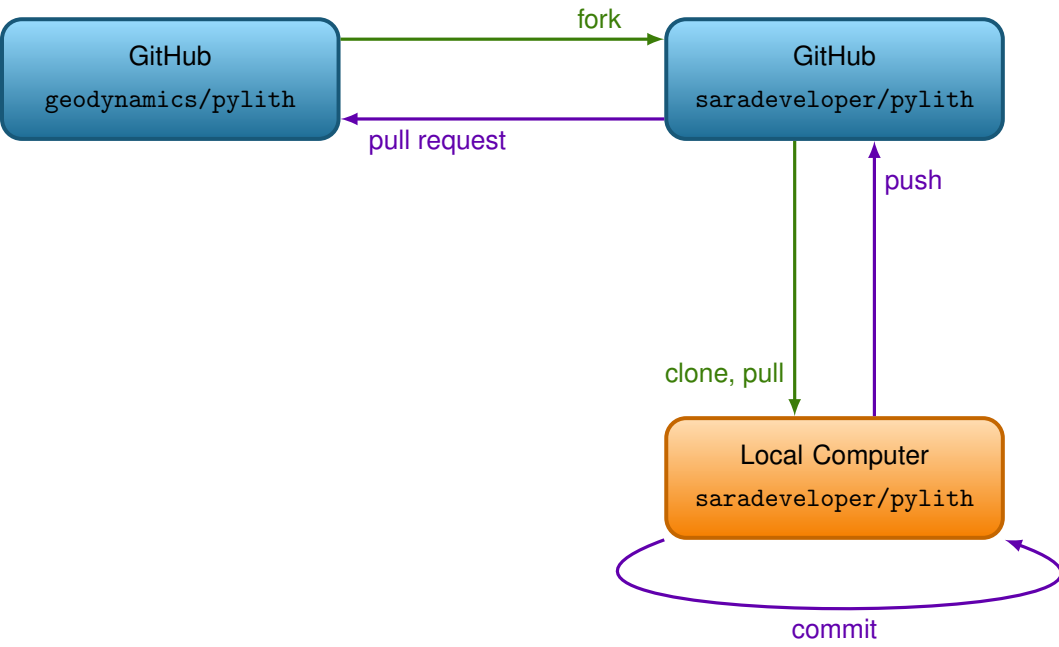 fork
GitHub
geodynamics/pylith
GitHub
saradeveloper/pylith
pull request
push
clone, pull
Local Computer
saradeveloper/pylith
commit